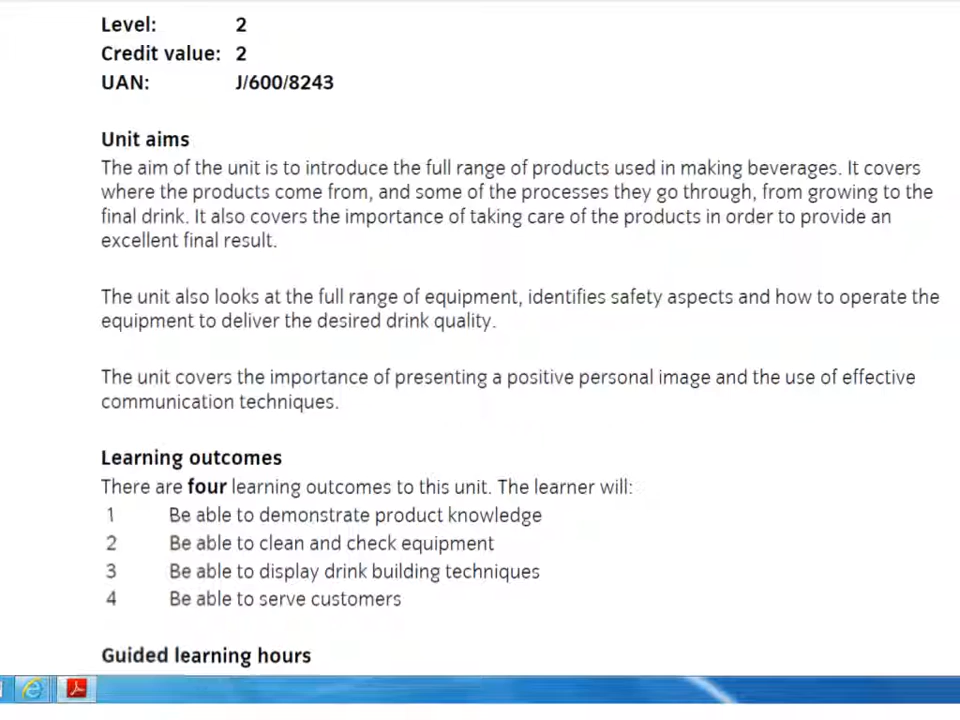 Level: 2
Credit value: 2
UAN: J/600/8243
Unit aims
The aim of the unit is to introduce the full range of products used in making beverages. It covers
where the products come from, and some of the processes they go through, from growing to the
final drink. It also covers the importance of taking care of the products in order to provide an
excellent final result.
The unit also looks at the full range of equipment, identifies safety aspects and how to operate the
equipment to deliver the desired drink quality.
The unit covers the importance of presenting a positive personal image and the use of effective
communication techniques.
Learning outcomes
There are four learning outcomes to this unit. The learner will:
1 Be able to demonstrate product knowledge
2 Be able to clean and check equipment
3 Be able to display drink building techniques
4 Be able to serve customers
Guided learning hours